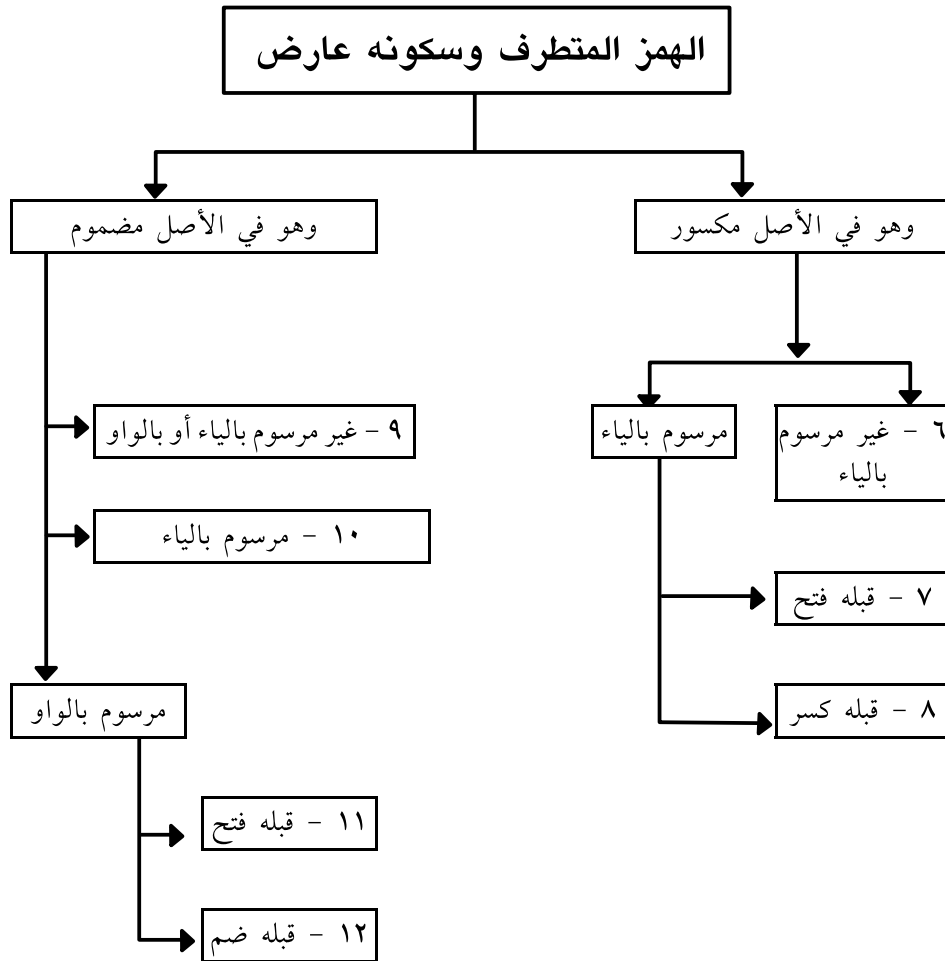 الهمز المتطرف وسكونه عارض
وهو في الأصل مكسور
وهو في الأصل مضموم
٦ - غير مرسوم
بالياء
مرسوم بالياء
٧ - قبله فتح
٨ - قبله كسر
٩ - غير مرسوم بالياء أو بالواو
١٠ - مرسوم بالياء
مرسوم بالواو
١١ - قبله فتح
١٢ - قبله ضم